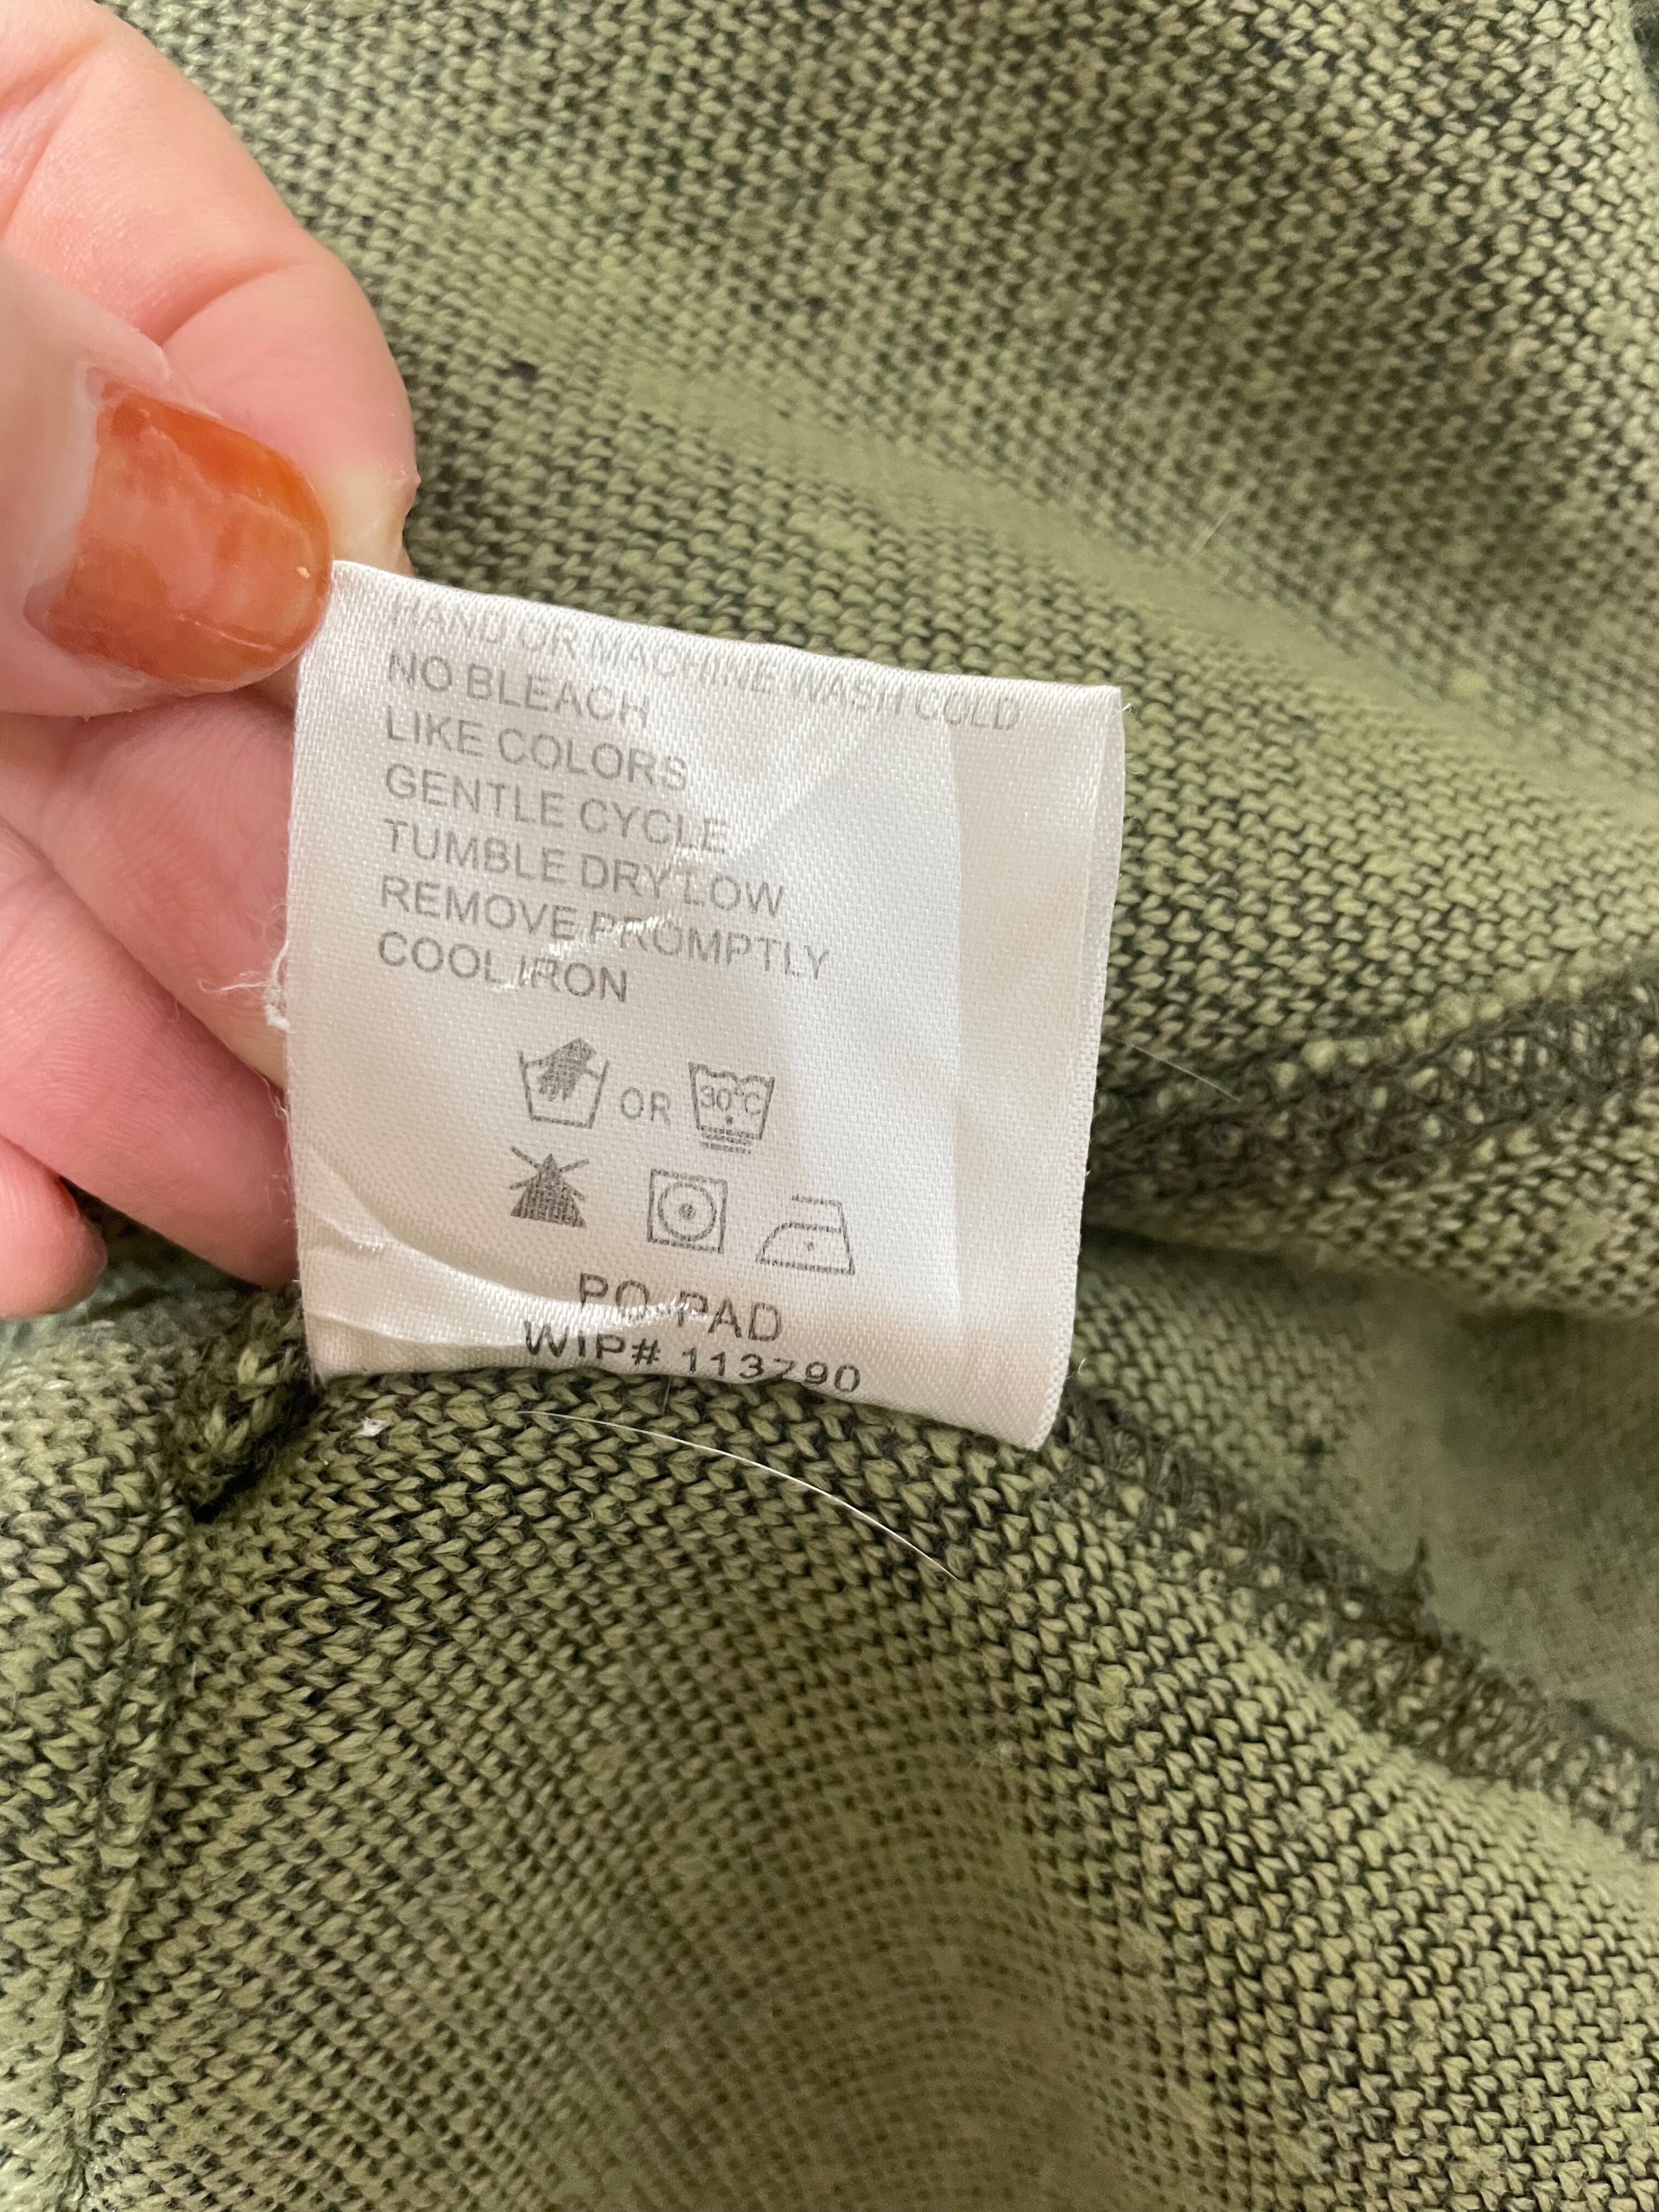 HAND OR MACHINE WASH COLD
NO BLEACH
LIKE COLORS
GENTLE CYCLE
TUMBLE DRY LOW
REMOVE PROMPTLY
COOL IRON
OR 30°C
PO-PAD
WIP# 113790